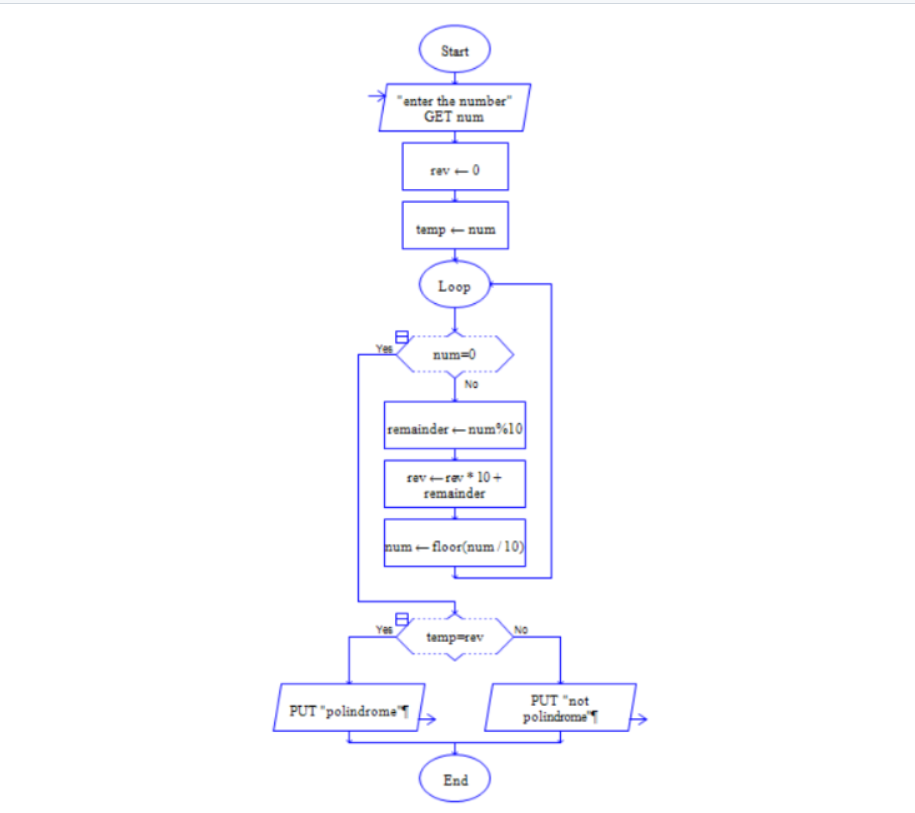 Start
"enter the number"
GET num
rev ← 0
temp ← num
Loop
Yes
num=0
No
remainder ← num%10
rev ← rev * 10 +
remainder
num ← floor(num / 10)
Yes
temp=rev
No
PUT "polindrome"¶
PUT "not
polindrome"¶
End